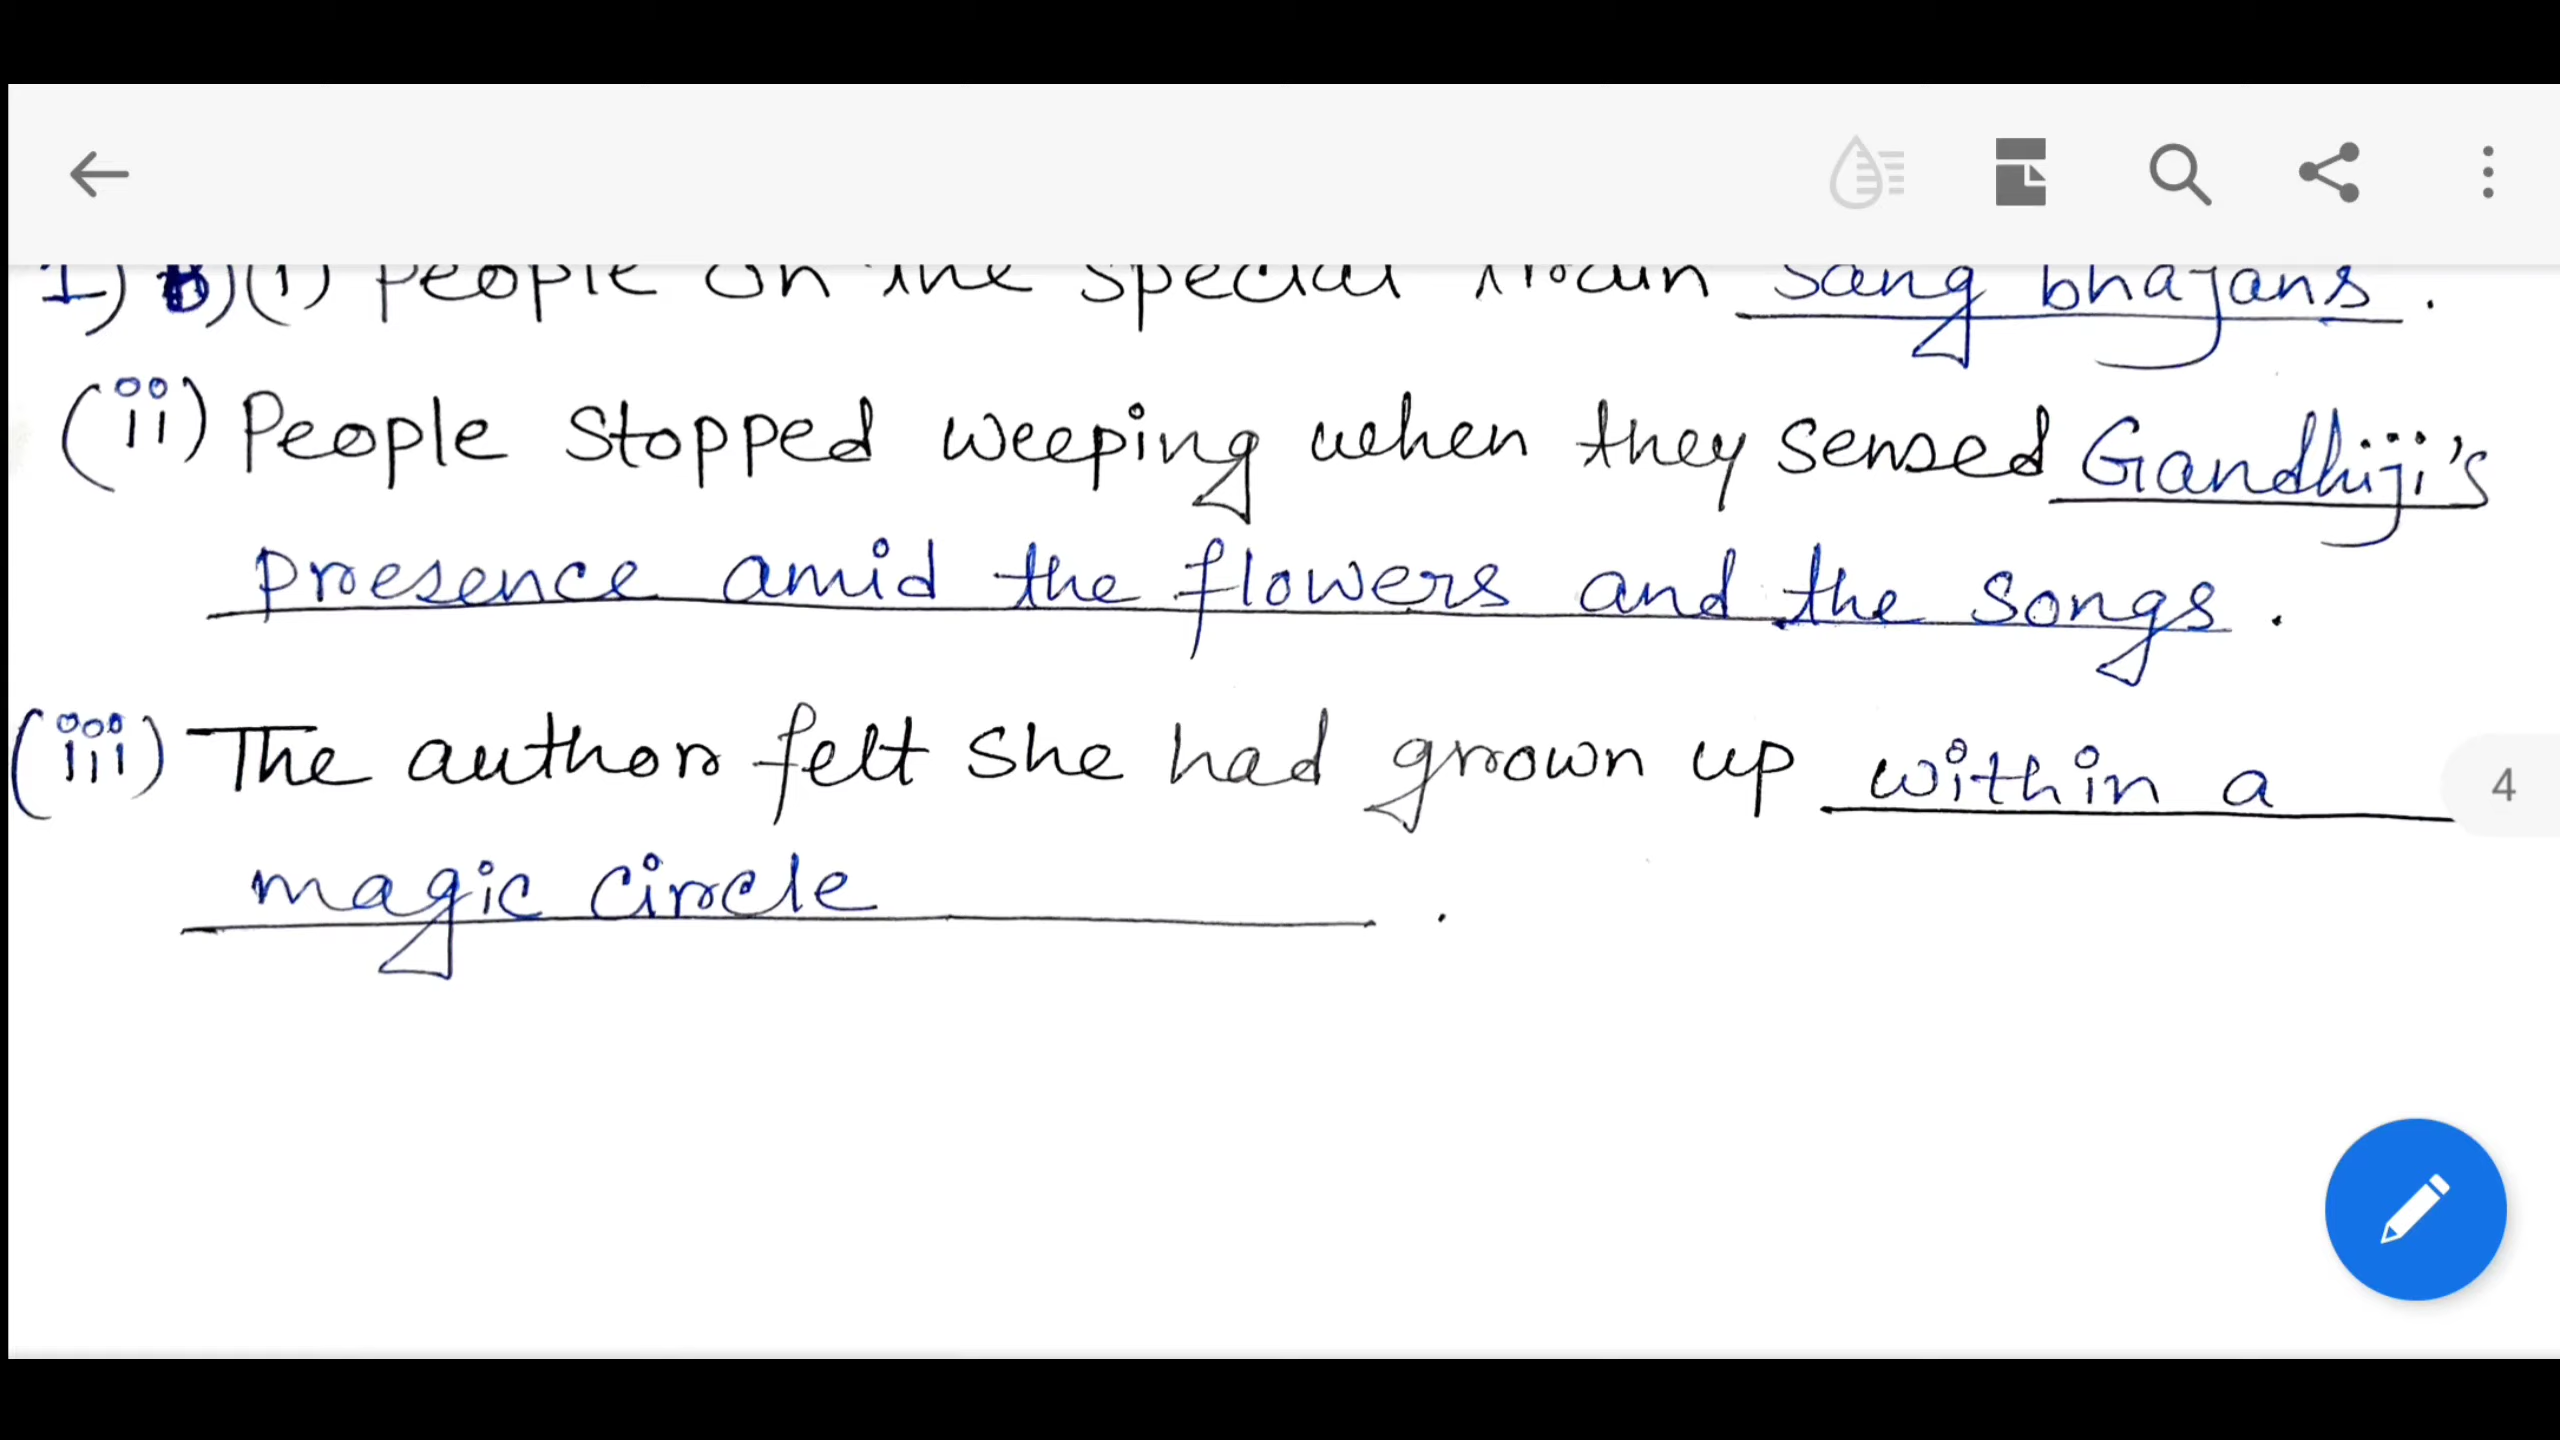 1) B)(i) People on the special train sang bhajans.
(ii) People stopped weeping when they sensed Gandhiji's
presence amid the flowers and the songs.
(iii) The author felt she had grown up within a
4
magic circle.